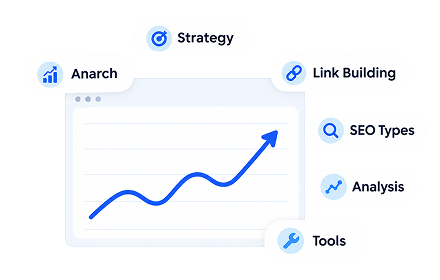 Strategy
Anarch
Link Building
SEO Types
Analysis
Tools